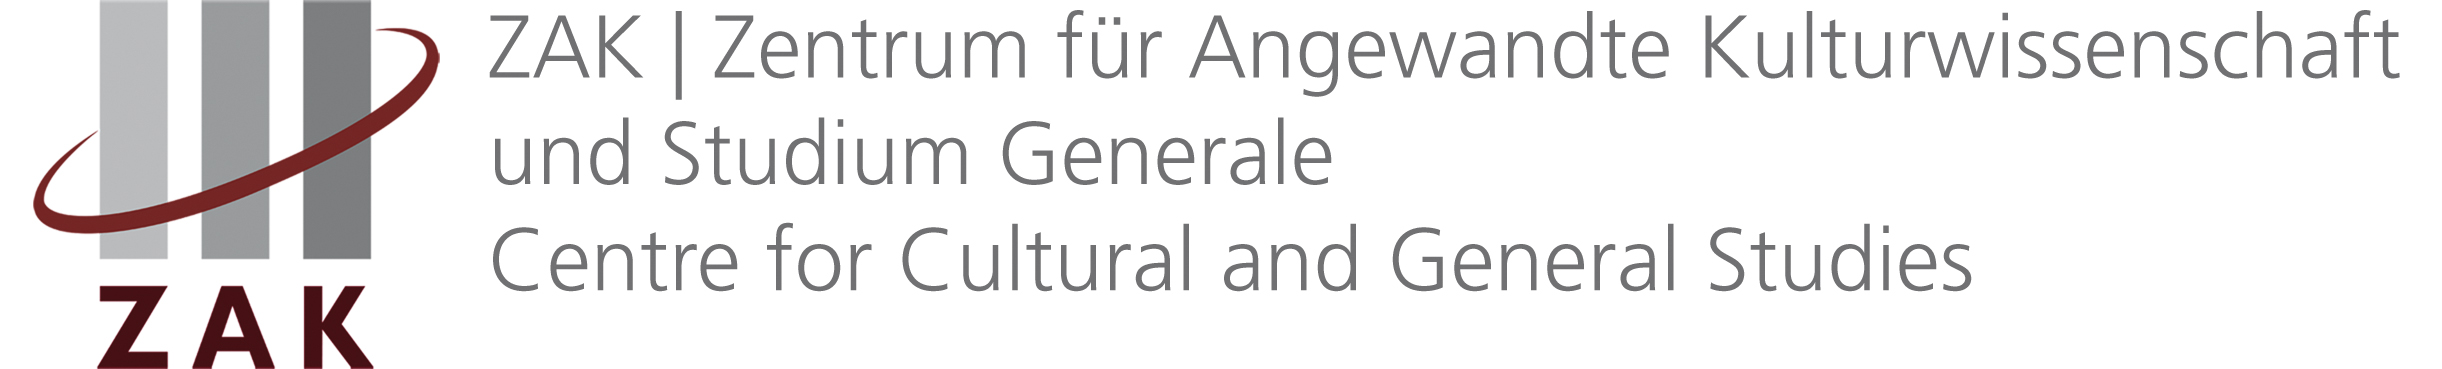 ZAK | Zentrum für Angewandte Kulturwissenschaft
und Studium Generale
Centre for Cultural and General Studies
ZAK